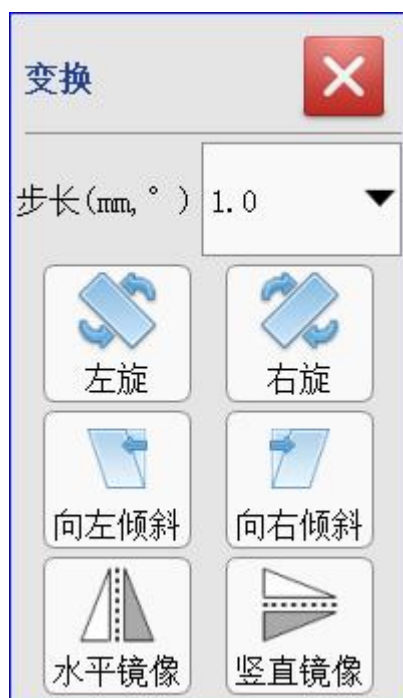 变换
步长(mm,°) 1.0
左旋 右旋
向左倾斜 向右倾斜
水平镜像 竖直镜像